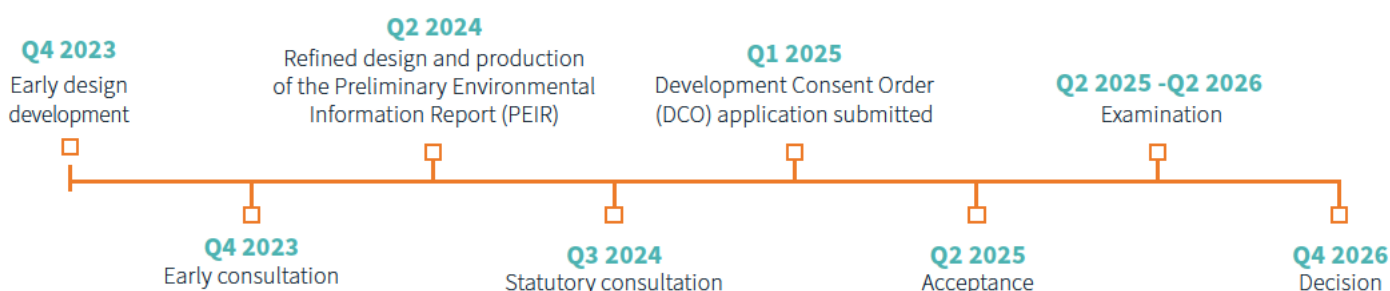 Q4 2023
Early design
development
Q4 2023
Early consultation
Q2 2024
Refined design and production
of the Preliminary Environmental
Information Report (PEIR)
Q3 2024
Statutory consultation
Q1 2025
Development Consent Order
(DCO) application submitted
Q2 2025
Acceptance
Q2 2025 -Q2 2026
Examination
Q4 2026
Decision